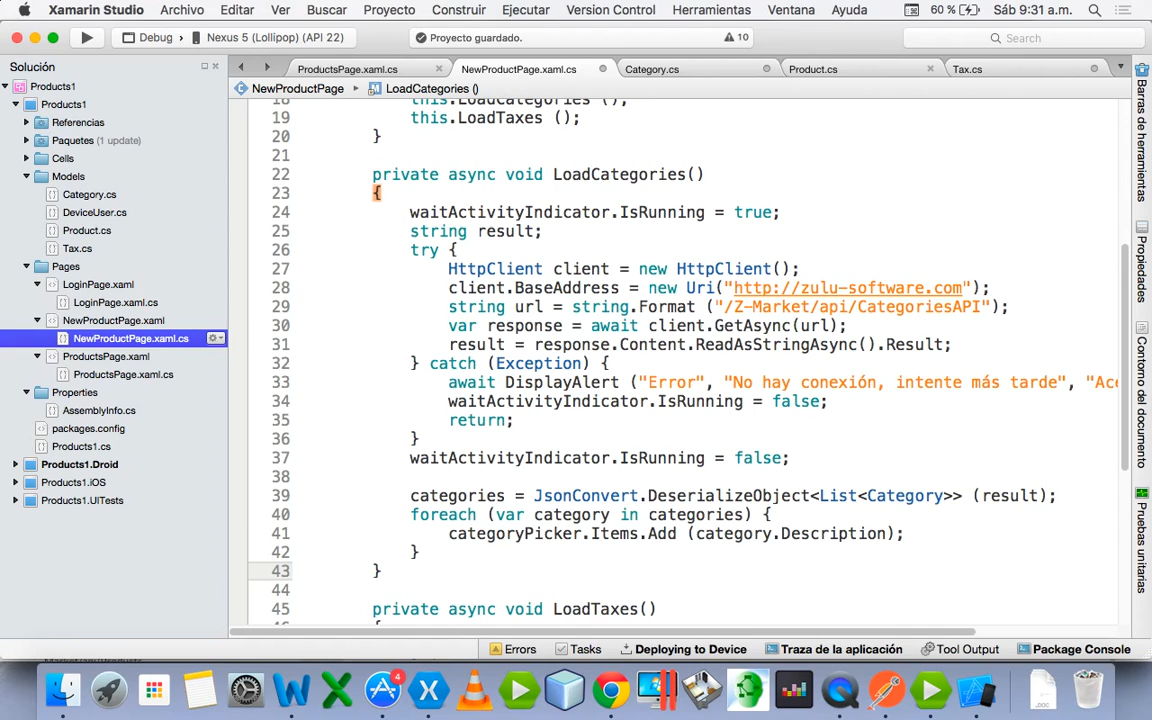 Xamarin Studio Archivo Editar Ver Buscar Proyecto Construir Ejecutar Version Control Herramientas Ventana Ayuda 60 % Sáb 9:31 a.m.
Debug Nexus 5 (Lollipop) (API 22) Proyecto guardado. 10 Search
Solución
ProductsPage.xaml.cs NewProductPage.xaml.cs Category.cs Product.cs Tax.cs
NewProductPage LoadCategories ()
Products1
Products1
Referencias
Paquetes (1 update)
Cells
Models
Category.cs
DeviceUser.cs
Product.cs
Tax.cs
Pages
LoginPage.xaml
LoginPage.xaml.cs
NewProductPage.xaml
NewProductPage.xaml.cs
ProductsPage.xaml
ProductsPage.xaml.cs
Properties
AssemblyInfo.cs
packages.config
Products1.cs
Products1.Droid
Products1.iOS
Products1.UITests
18 this.LoadCategories ();
19 this.LoadTaxes ();
20 }
21
22 private async void LoadCategories()
23 {
24 waitActivityIndicator.IsRunning = true;
25 string result;
26 try {
27 HttpClient client = new HttpClient();
28 client.BaseAddress = new Uri("http://zulu-software.com");
29 string url = string.Format ("/Z-Market/api/CategoriesAPI");
30 var response = await client.GetAsync(url);
31 result = response.Content.ReadAsStringAsync().Result;
32 } catch (Exception) {
33 await DisplayAlert ("Error", "No hay conexión, intente más tarde", "Ace
34 waitActivityIndicator.IsRunning = false;
35 return;
36 }
37 waitActivityIndicator.IsRunning = false;
38
39 categories = JsonConvert.DeserializeObject<List<Category>> (result);
40 foreach (var category in categories) {
41 categoryPicker.Items.Add (category.Description);
42 }
43 }
44
45 private async void LoadTaxes()
Barras de herramientas
Propiedades
Contorno del documento
Pruebas unitarias
Errors Tasks Deploying to Device Traza de la aplicación Tool Output Package Console
4